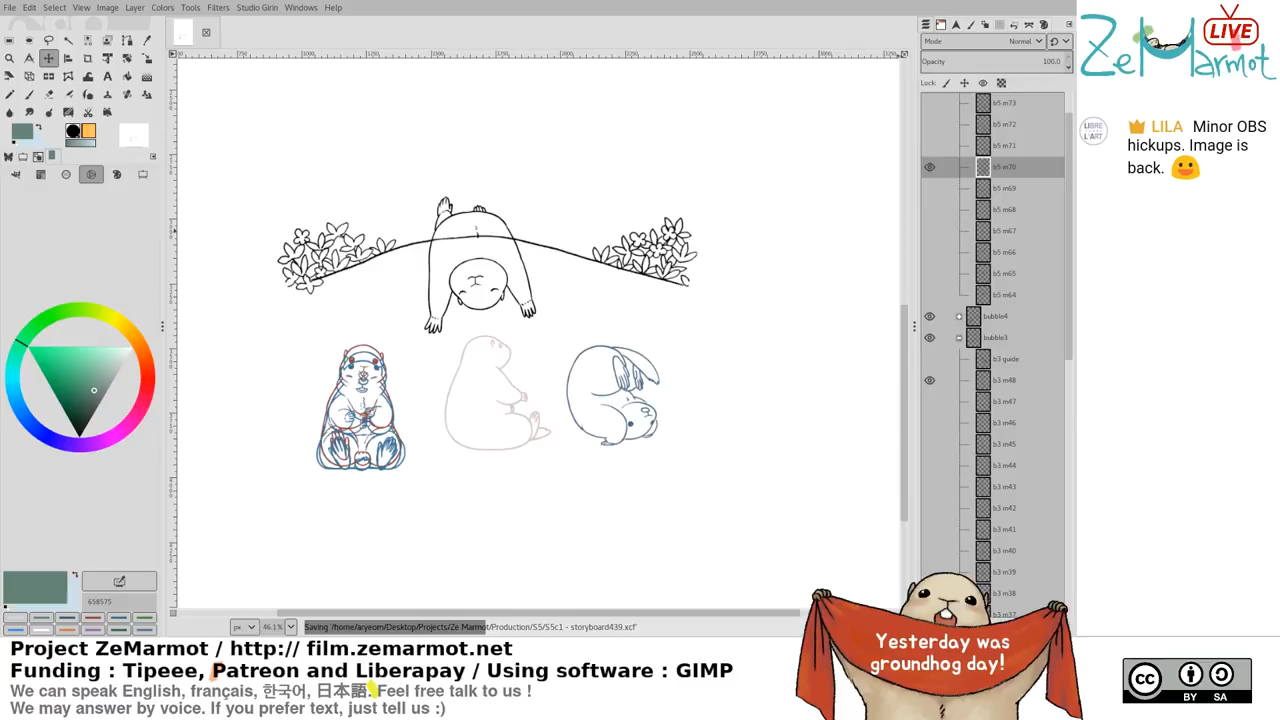 File Edit Select View Image Layer Colors Tools Filters Studio Girin Windows Help
Mode Normal
Opacity 100.0
Lock:
b5 m73
b5 m72
b5 m71
b5 m70
b5 m69
b5 m68
b5 m67
b5 m66
b5 m65
b5 m64
bubble4
bubble3
b3 guide
b3 m48
b3 m47
b3 m46
b3 m45
b3 m44
b3 m43
b3 m42
b3 m41
b3 m40
b3 m39
b3 m38
b3 m37
658575
px 46.1% Saving '/home/aryeom/Desktop/Projects/Ze Marmot/Production/S5/S5c1 - storyboard439.xcf'
ZeMarmot
LIVE
LIBRE
L'ART
LILA Minor OBS
hickups. Image is
back.
Yesterday was
groundhog day!
Project ZeMarmot / http:// film.zemarmot.net
Funding : Tipeee, Patreon and Liberapay / Using software : GIMP
We can speak English, français, 한국어, 日本語. Feel free talk to us !
We may answer by voice. If you prefer text, just tell us :)
cc
BY SA